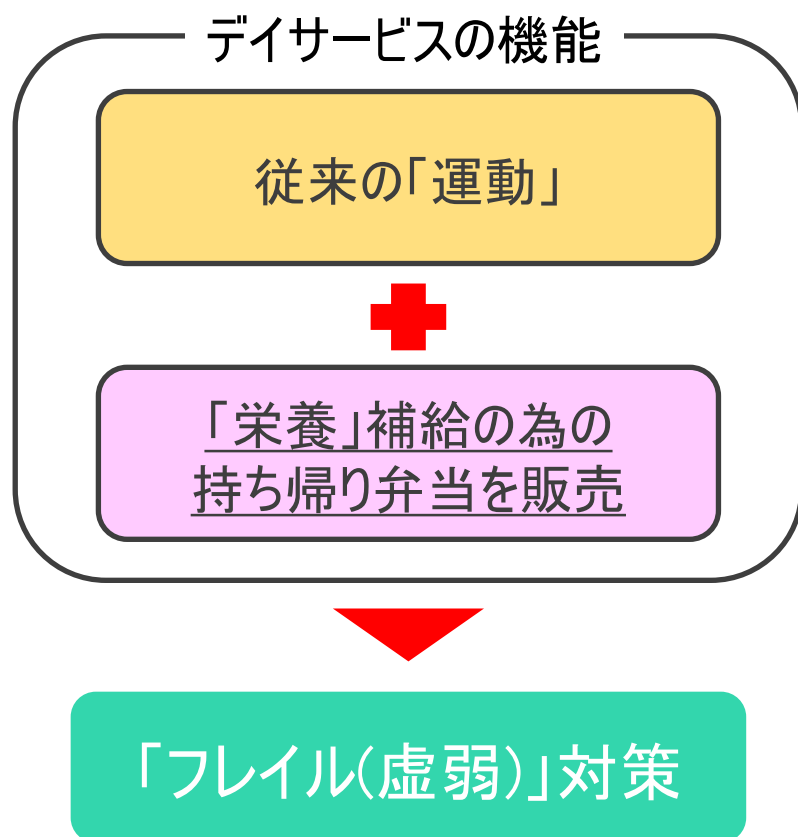 デイサービスの機能
従来の「運動」
「栄養」補給の為の
持ち帰り弁当を販売
「フレイル(虚弱)」対策